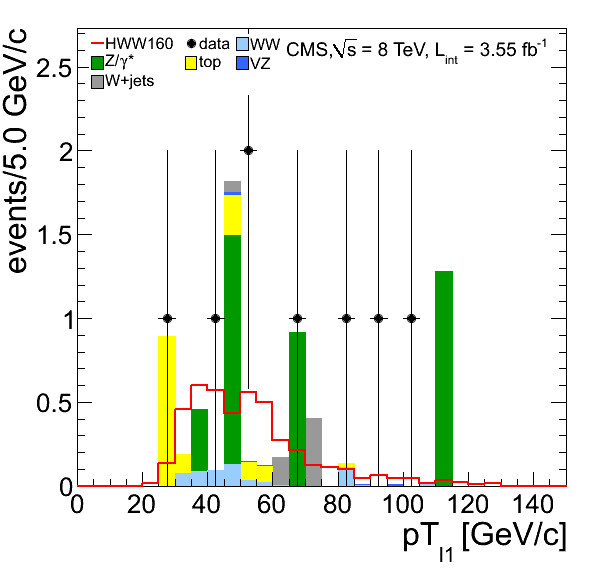 HWW160 data WW CMS,√s = 8 TeV, L_int = 3.55 fb^-1
Z/γ* top VZ
W+jets
events/5.0 GeV/c
2.5
2
1.5
1
0.5
0
0 20 40 60 80 100 120 140
pT_l1 [GeV/c]